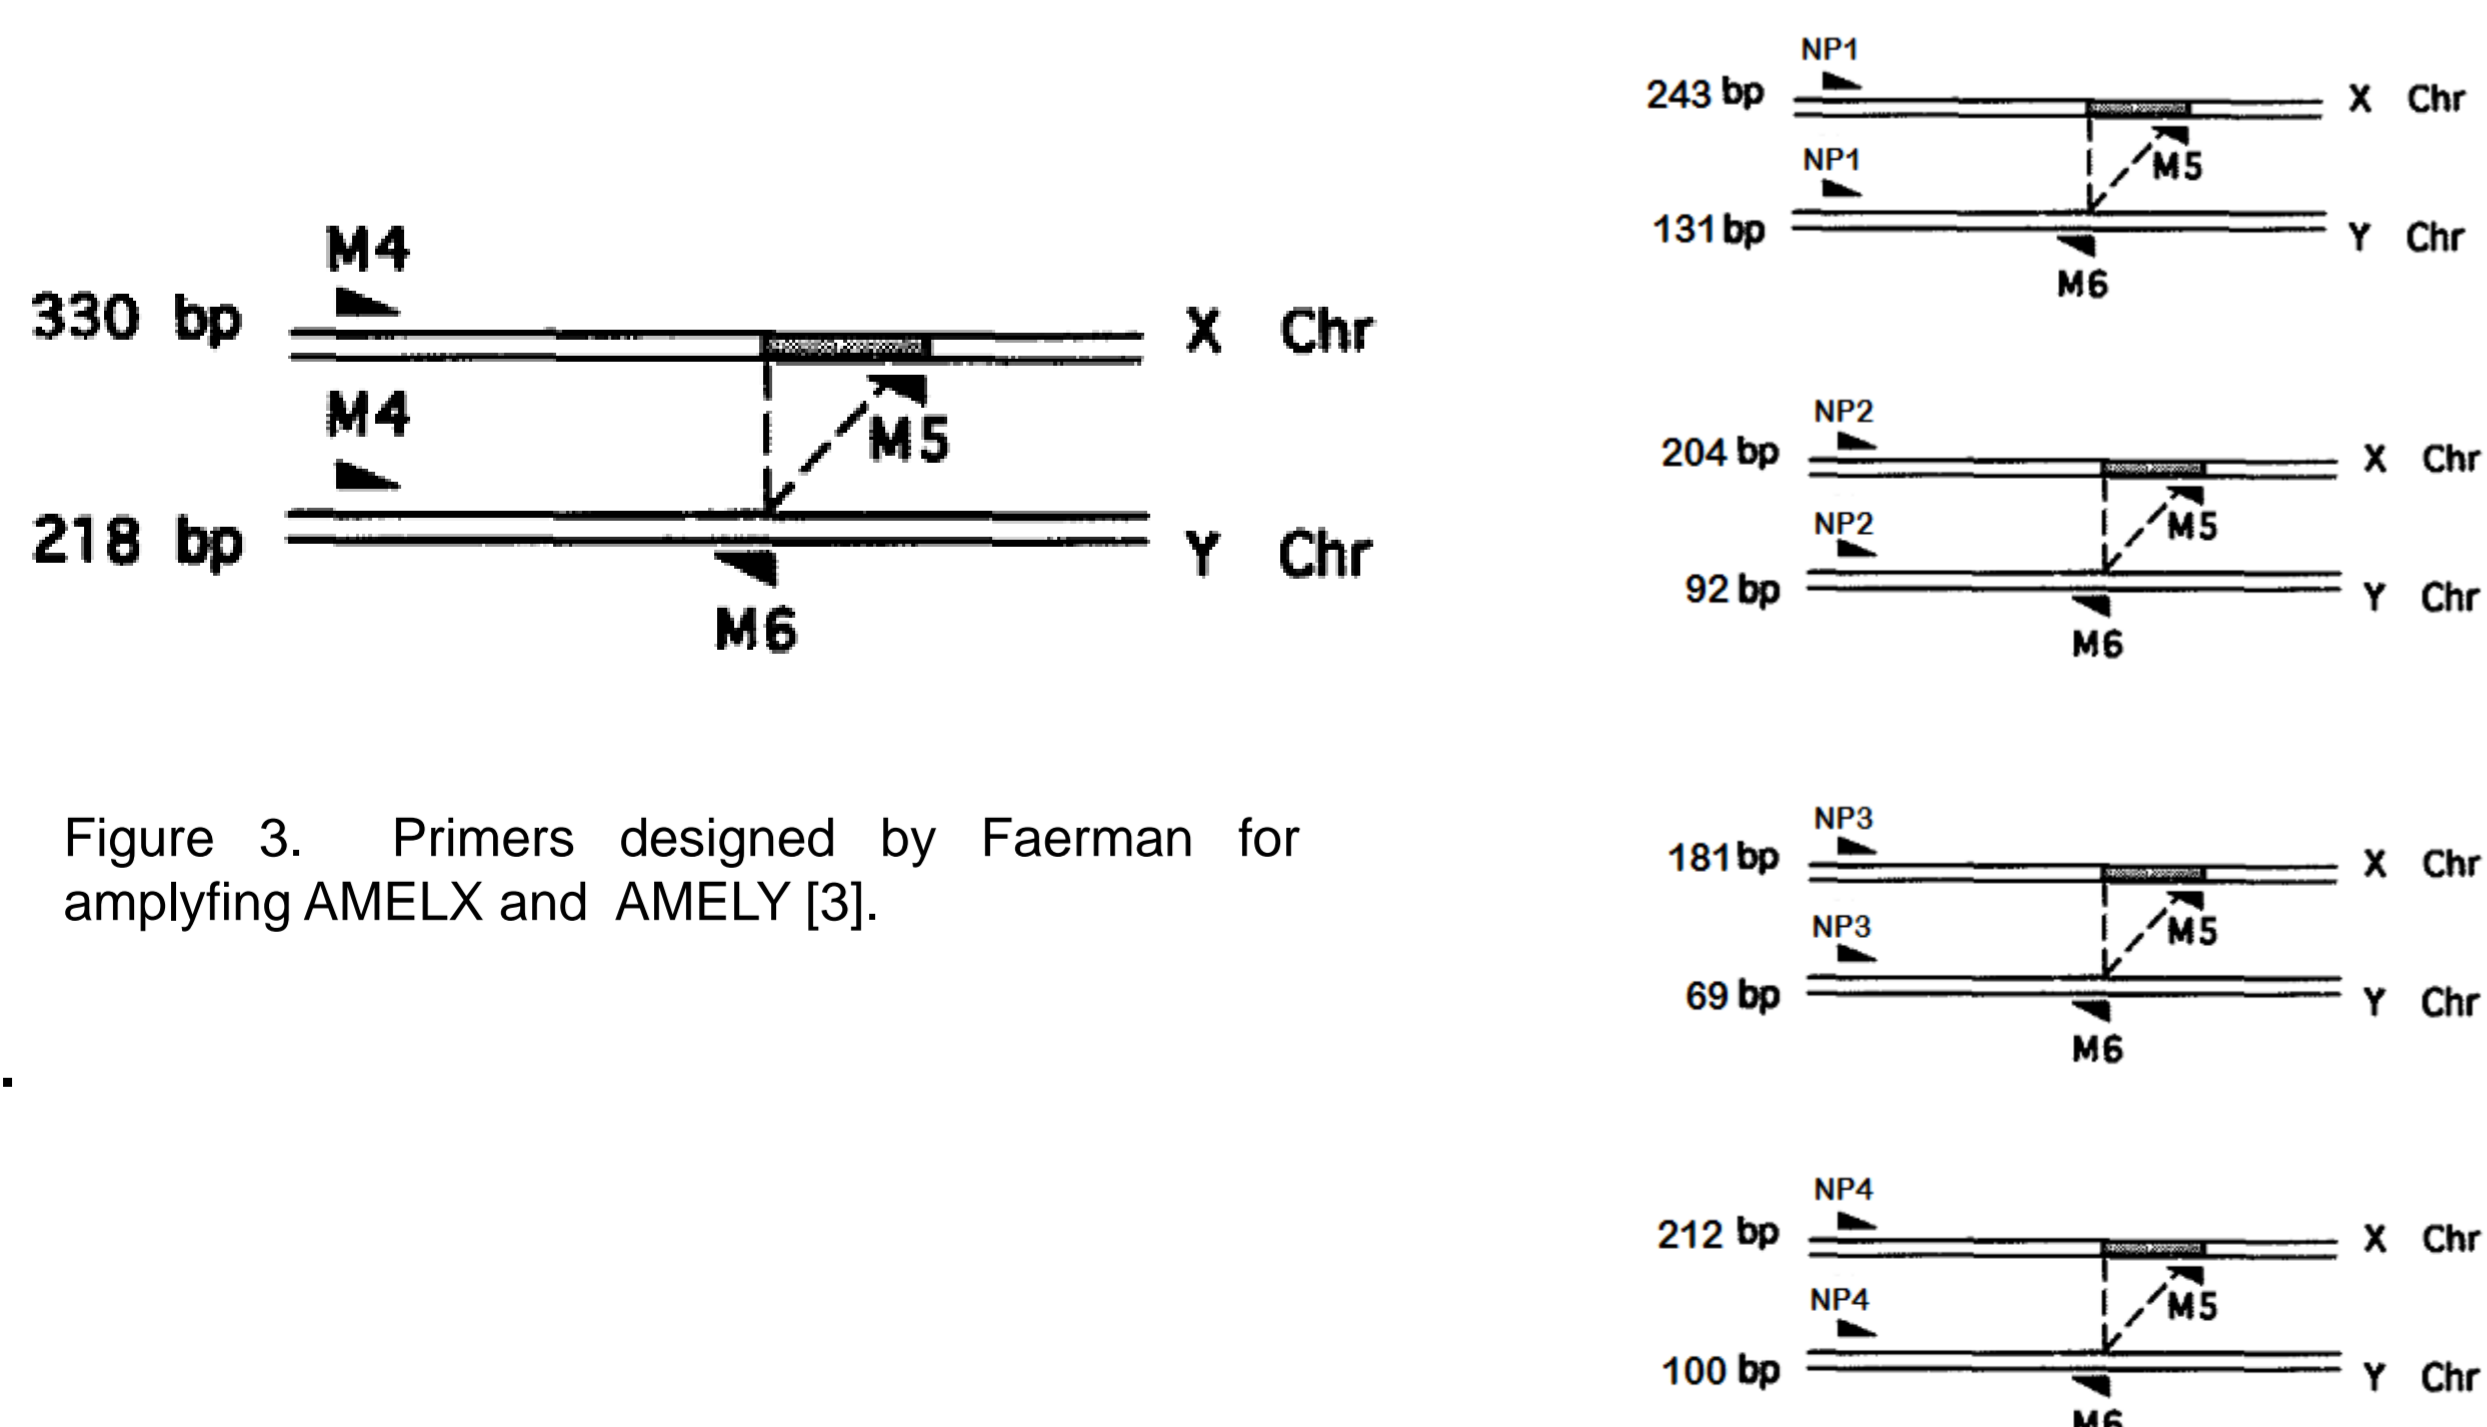 M4
330 bp
X Chr
M4
M5
218 bp
Y Chr
M6
Figure 3. Primers designed by Faerman for
amplyfing AMELX and AMELY [3].
.
NP1
243 bp
X Chr
NP1
M5
131 bp
Y Chr
M6
NP2
204 bp
X Chr
NP2
M5
92 bp
Y Chr
M6
NP3
181 bp
X Chr
NP3
M5
69 bp
Y Chr
M6
NP4
212 bp
X Chr
NP4
M5
100 bp
Y Chr
M6